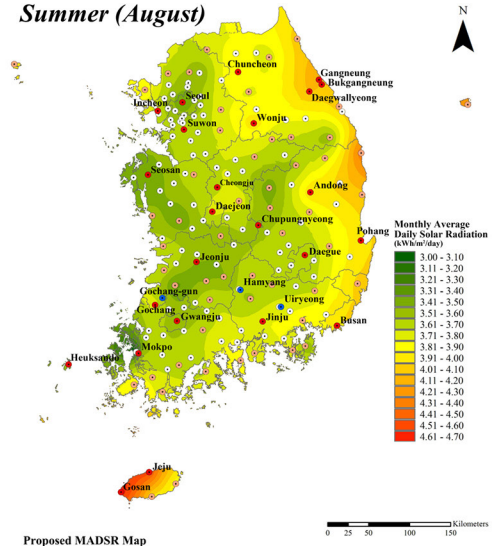 Summer (August)
N
Chuncheon
Gangneung
Bukgangneung
Daegwallyeong
Seoul
Incheon
Suwon
Wonju
Seosan
Cheongju
Andong
Daejeon
Chupungnyeong
Pohang
Daegue
Jeonju
Hamyang
Gochang-gun
Uiryeong
Gochang
Gwangju
Jinju
Busan
Mokpo
Heuksando
Jeju
Gosan
Monthly Average
Daily Solar Radiation
(kWh/m²/day)
3.00 - 3.10
3.11 - 3.20
3.21 - 3.30
3.31 - 3.40
3.41 - 3.50
3.51 - 3.60
3.61 - 3.70
3.71 - 3.80
3.81 - 3.90
3.91 - 4.00
4.01 - 4.10
4.11 - 4.20
4.21 - 4.30
4.31 - 4.40
4.41 - 4.50
4.51 - 4.60
4.61 - 4.70
Kilometers
0 25 50 100 150
Proposed MADSR Map